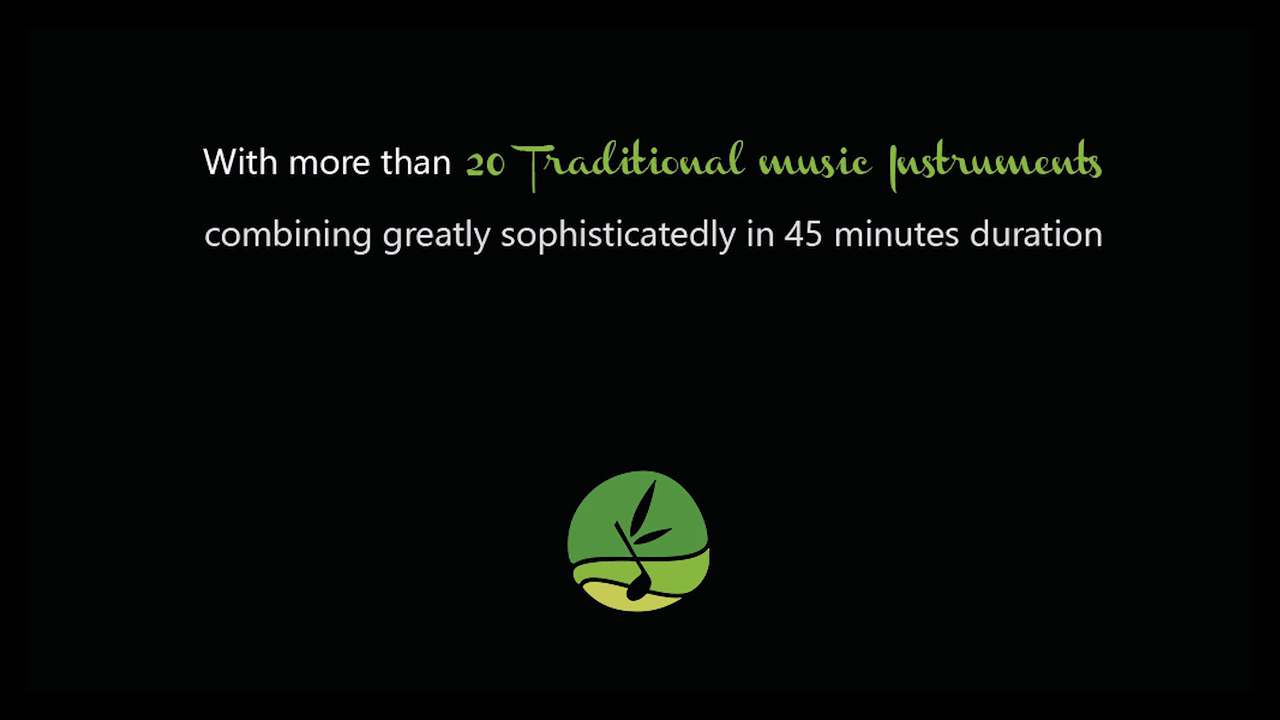 With more than 20 Traditional music Instruments
combining greatly sophisticatedly in 45 minutes duration